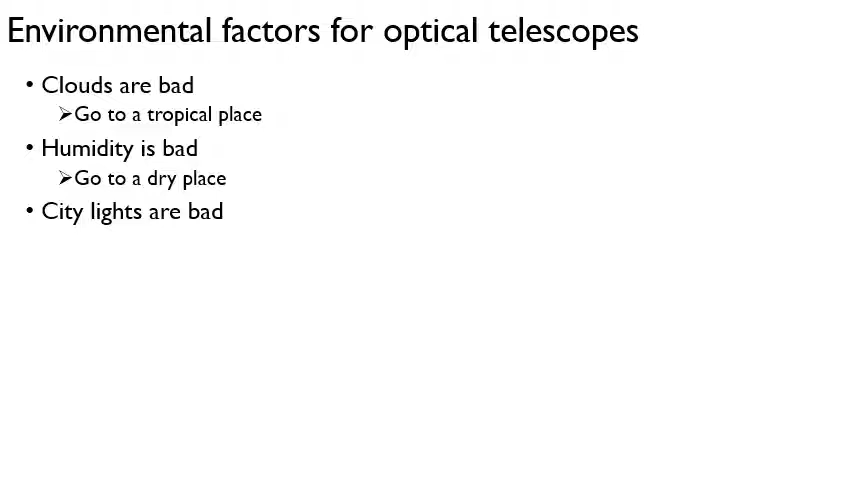 Environmental factors for optical telescopes
• Clouds are bad
➢Go to a tropical place
• Humidity is bad
➢Go to a dry place
• City lights are bad